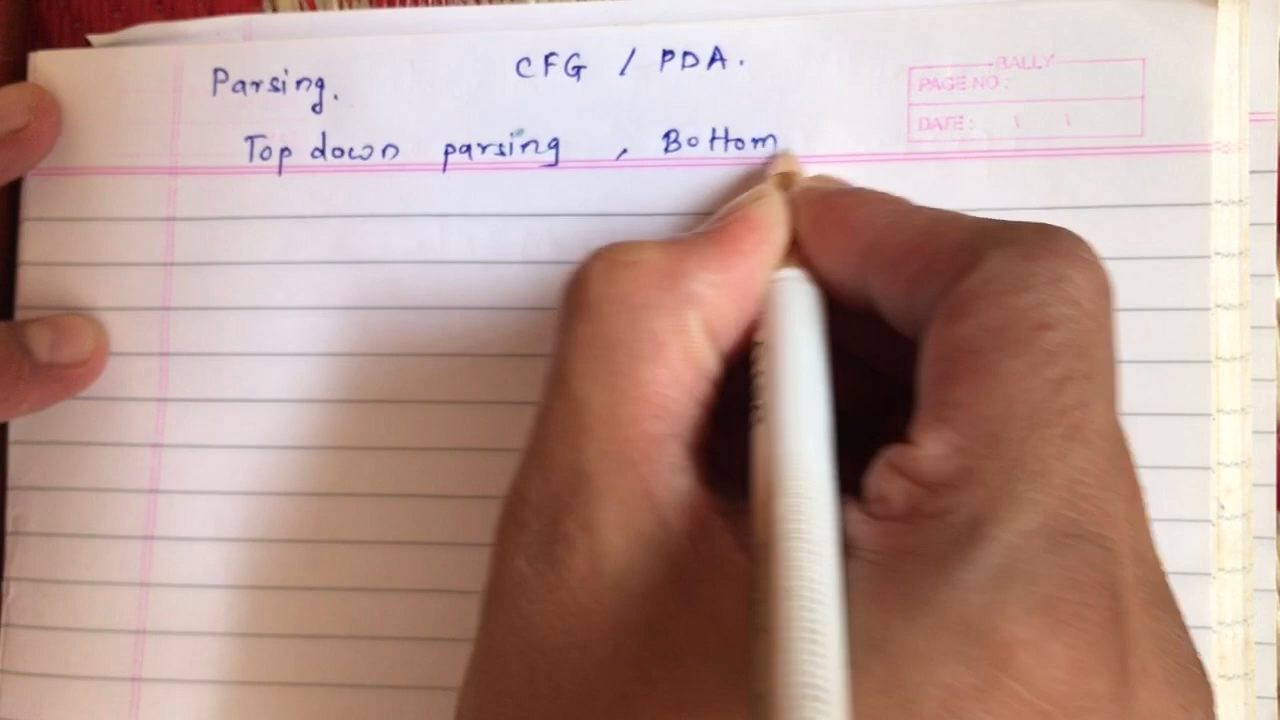 CFG / PDA.
Parsing.
Top down parsing , Bottom
BALLY
PAGE NO :
DATE :